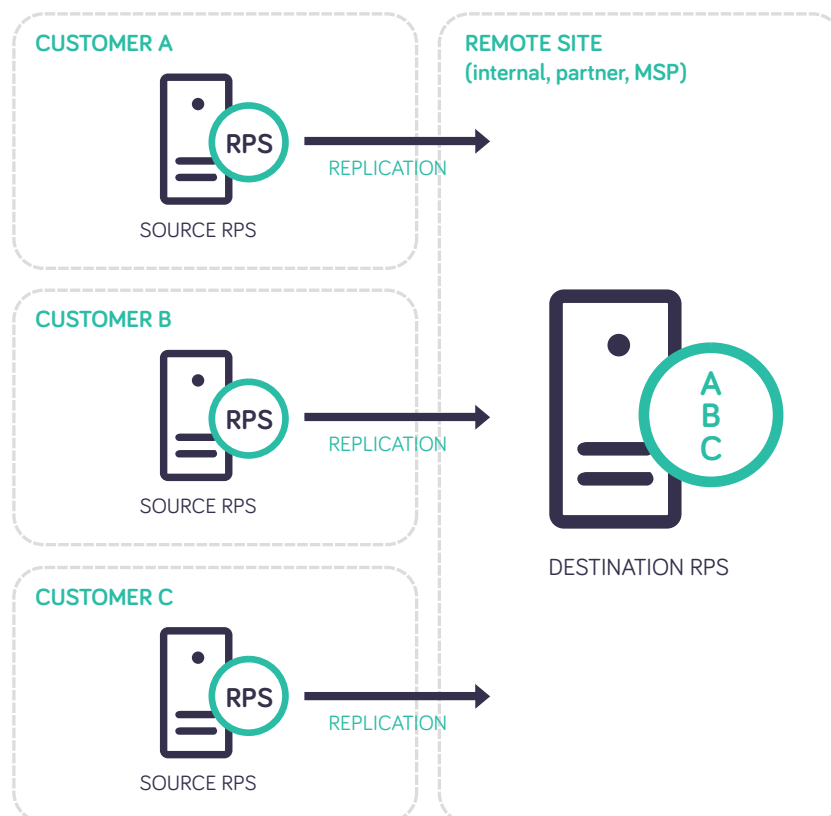 CUSTOMER A
RPS
REPLICATION
SOURCE RPS
CUSTOMER B
RPS
REPLICATION
SOURCE RPS
CUSTOMER C
RPS
REPLICATION
SOURCE RPS
REMOTE SITE
(internal, partner, MSP)
A
B
C
DESTINATION RPS